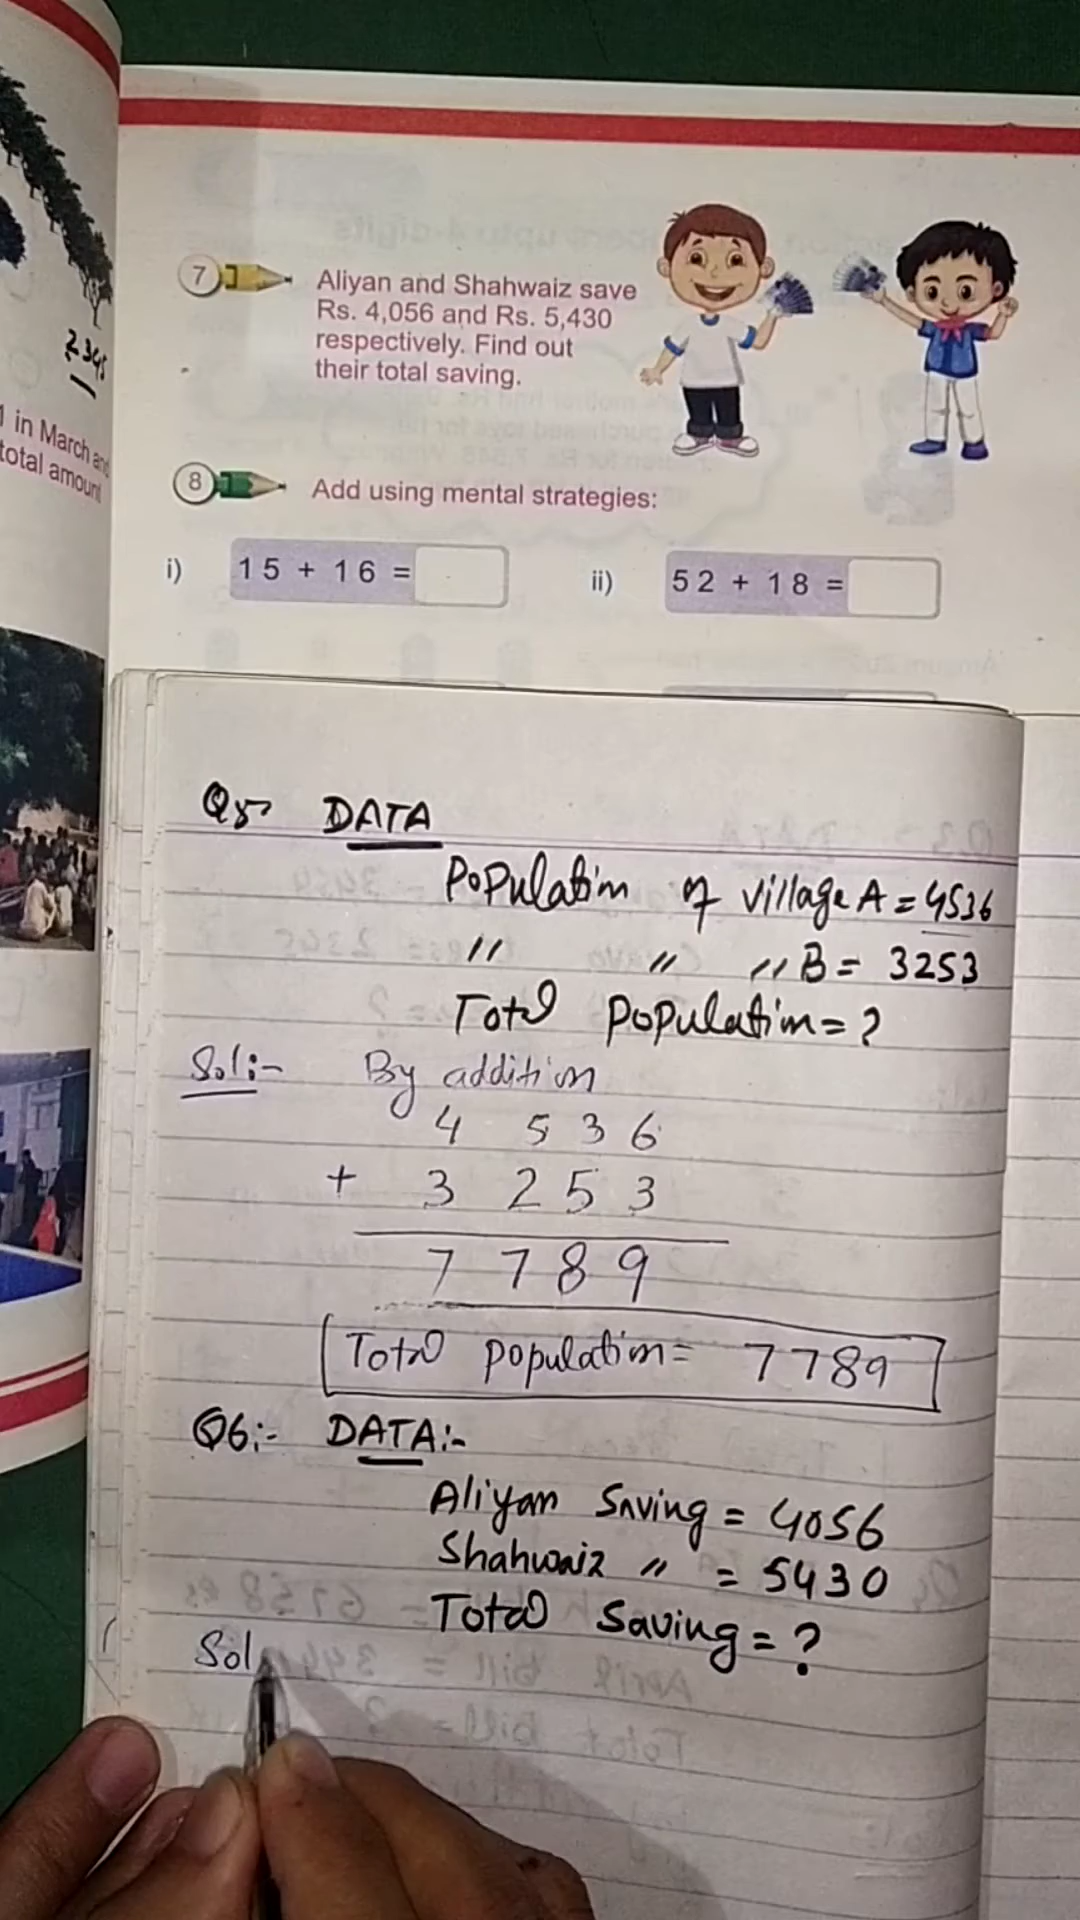 2345
1 in March and
total amount
7 Aliyan and Shahwaiz save
Rs. 4,056 and Rs. 5,430
respectively. Find out
their total saving.
8 Add using mental strategies:
i) 15 + 16 =
ii) 52 + 18 =
Q5 DATA
Population of village A = 4536
" " " B = 3253
Total Population = ?
Sol:- By addition
4 5 3 6
+ 3 2 5 3
7 7 8 9
Total population = 7789
Q6:- DATA:-
Aliyan Saving = 4056
Shahwaiz " = 5430
Total Saving = ?
Sol